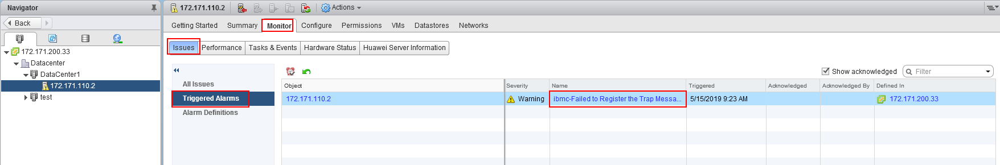 Navigator
Back
172.171.200.33
Datacenter
DataCenter1
172.171.110.2
test
172.171.110.2 Actions
Getting Started Summary Monitor Configure Permissions VMs Datastores Networks
Issues Performance Tasks & Events Hardware Status Huawei Server Information
All Issues
Triggered Alarms
Alarm Definitions
Show acknowledged Filter
Object Severity Name Triggered Acknowledged Acknowledged By Defined In
172.171.110.2 Warning ibmc-Failed to Register the Trap Messa... 5/15/2019 9:23 AM 172.171.200.33